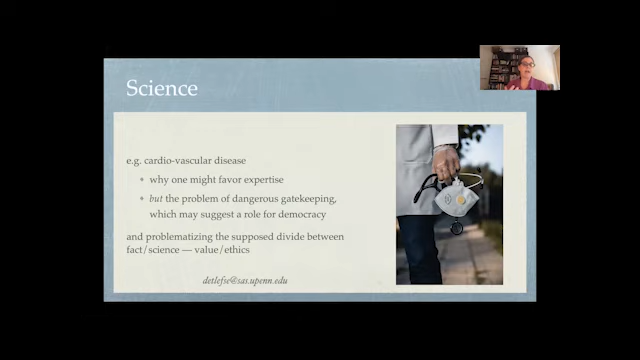 Science
e.g. cardio-vascular disease
why one might favor expertise
but the problem of dangerous gatekeeping,
which may suggest a role for democracy
and problematizing the supposed divide between
fact/science — value/ethics
detlefse@sas.upenn.edu